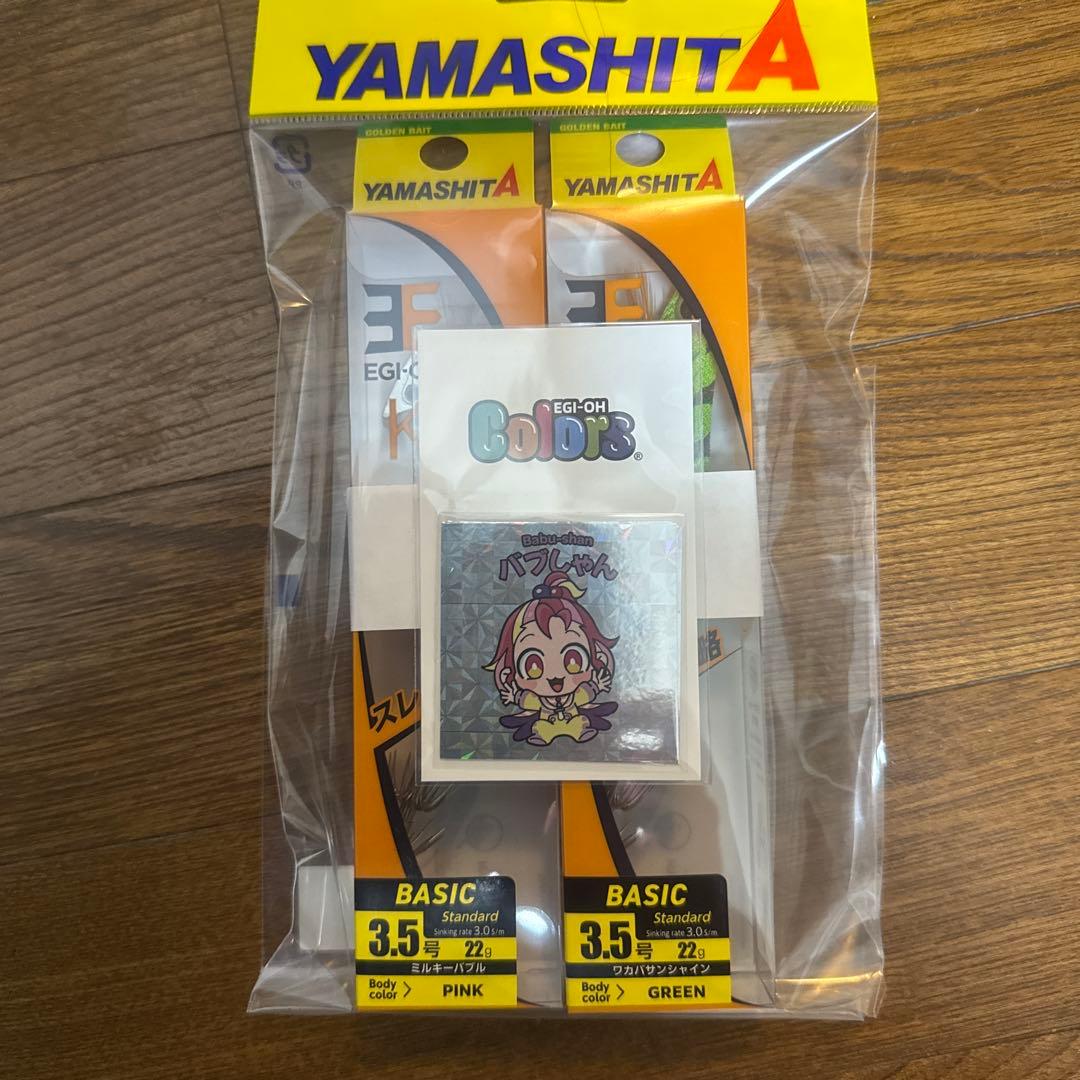 YAMASHITA
GOLDEN BAIT
YAMASHITA
EGI-O
K
GOLDEN BAIT
YAMASHITA
EGI-OH
Colors®
Babu-shan
バブしゃん
スレ
BASIC
Standard
Sinking rate 3.0 S/m
3.5号 22g
ミルキーバブル
Body color > PINK
BASIC
Standard
Sinking rate 3.0 S/m
3.5号 22g
ワカバサンシャイン
Body color > GREEN